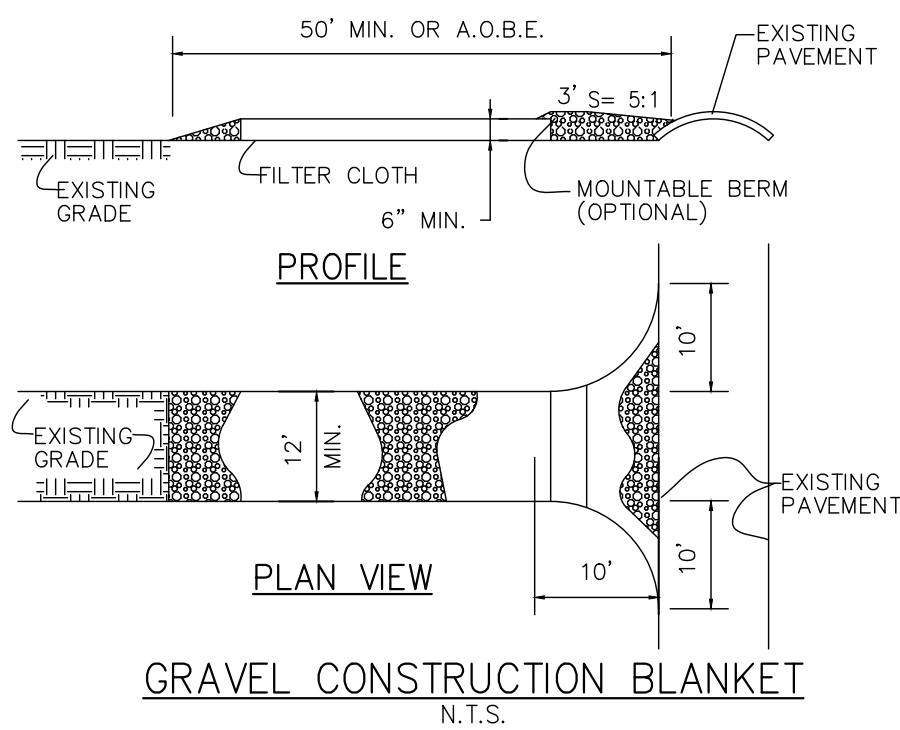 50' MIN. OR A.O.B.E.
EXISTING
PAVEMENT
3' S= 5:1
EXISTING
GRADE
FILTER CLOTH
6" MIN.
MOUNTABLE BERM
(OPTIONAL)
PROFILE
10'
EXISTING
GRADE
12'
MIN.
EXISTING
PAVEMENT
10'
10'
PLAN VIEW
GRAVEL CONSTRUCTION BLANKET
N.T.S.